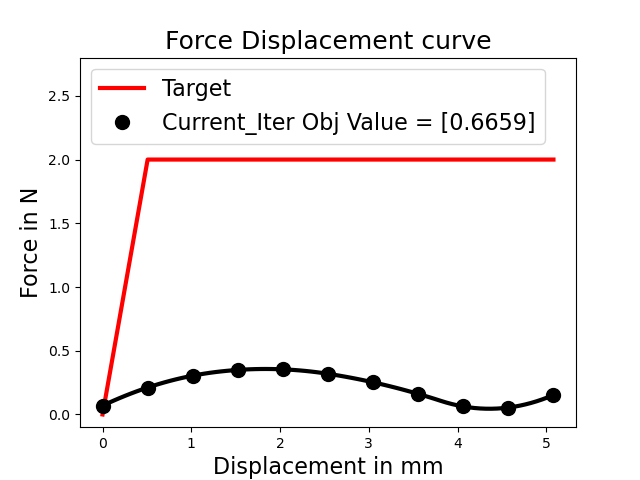 Force Displacement curve
Target
Current_Iter Obj Value = [0.6659]
2.5
2.0
1.5
1.0
0.5
0.0
Force in N
0 1 2 3 4 5
Displacement in mm